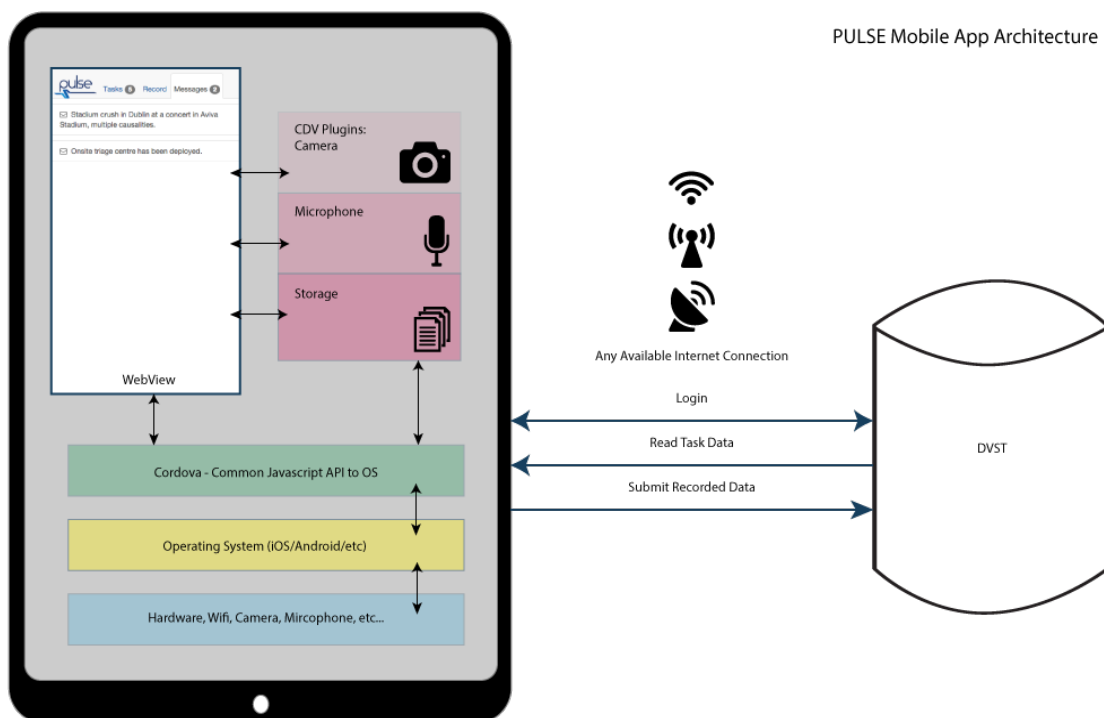 PULSE Mobile App Architecture
pulse Tasks 5 Record Messages 2
Stadium crush in Dublin at a concert in Aviva
Stadium, multiple causalities.
Onsite triage centre has been deployed.
WebView
CDV Plugins:
Camera
Microphone
Storage
Cordova - Common Javascript API to OS
Operating System (iOS/Android/etc)
Hardware, Wifi, Camera, Mircophone, etc...
Any Available Internet Connection
Login
Read Task Data
Submit Recorded Data
DVST